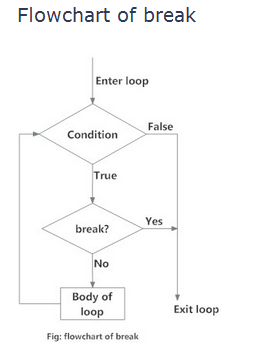 Flowchart of break
Enter loop
Condition
False
True
break?
Yes
No
Body of
loop
Exit loop
Fig: flowchart of break